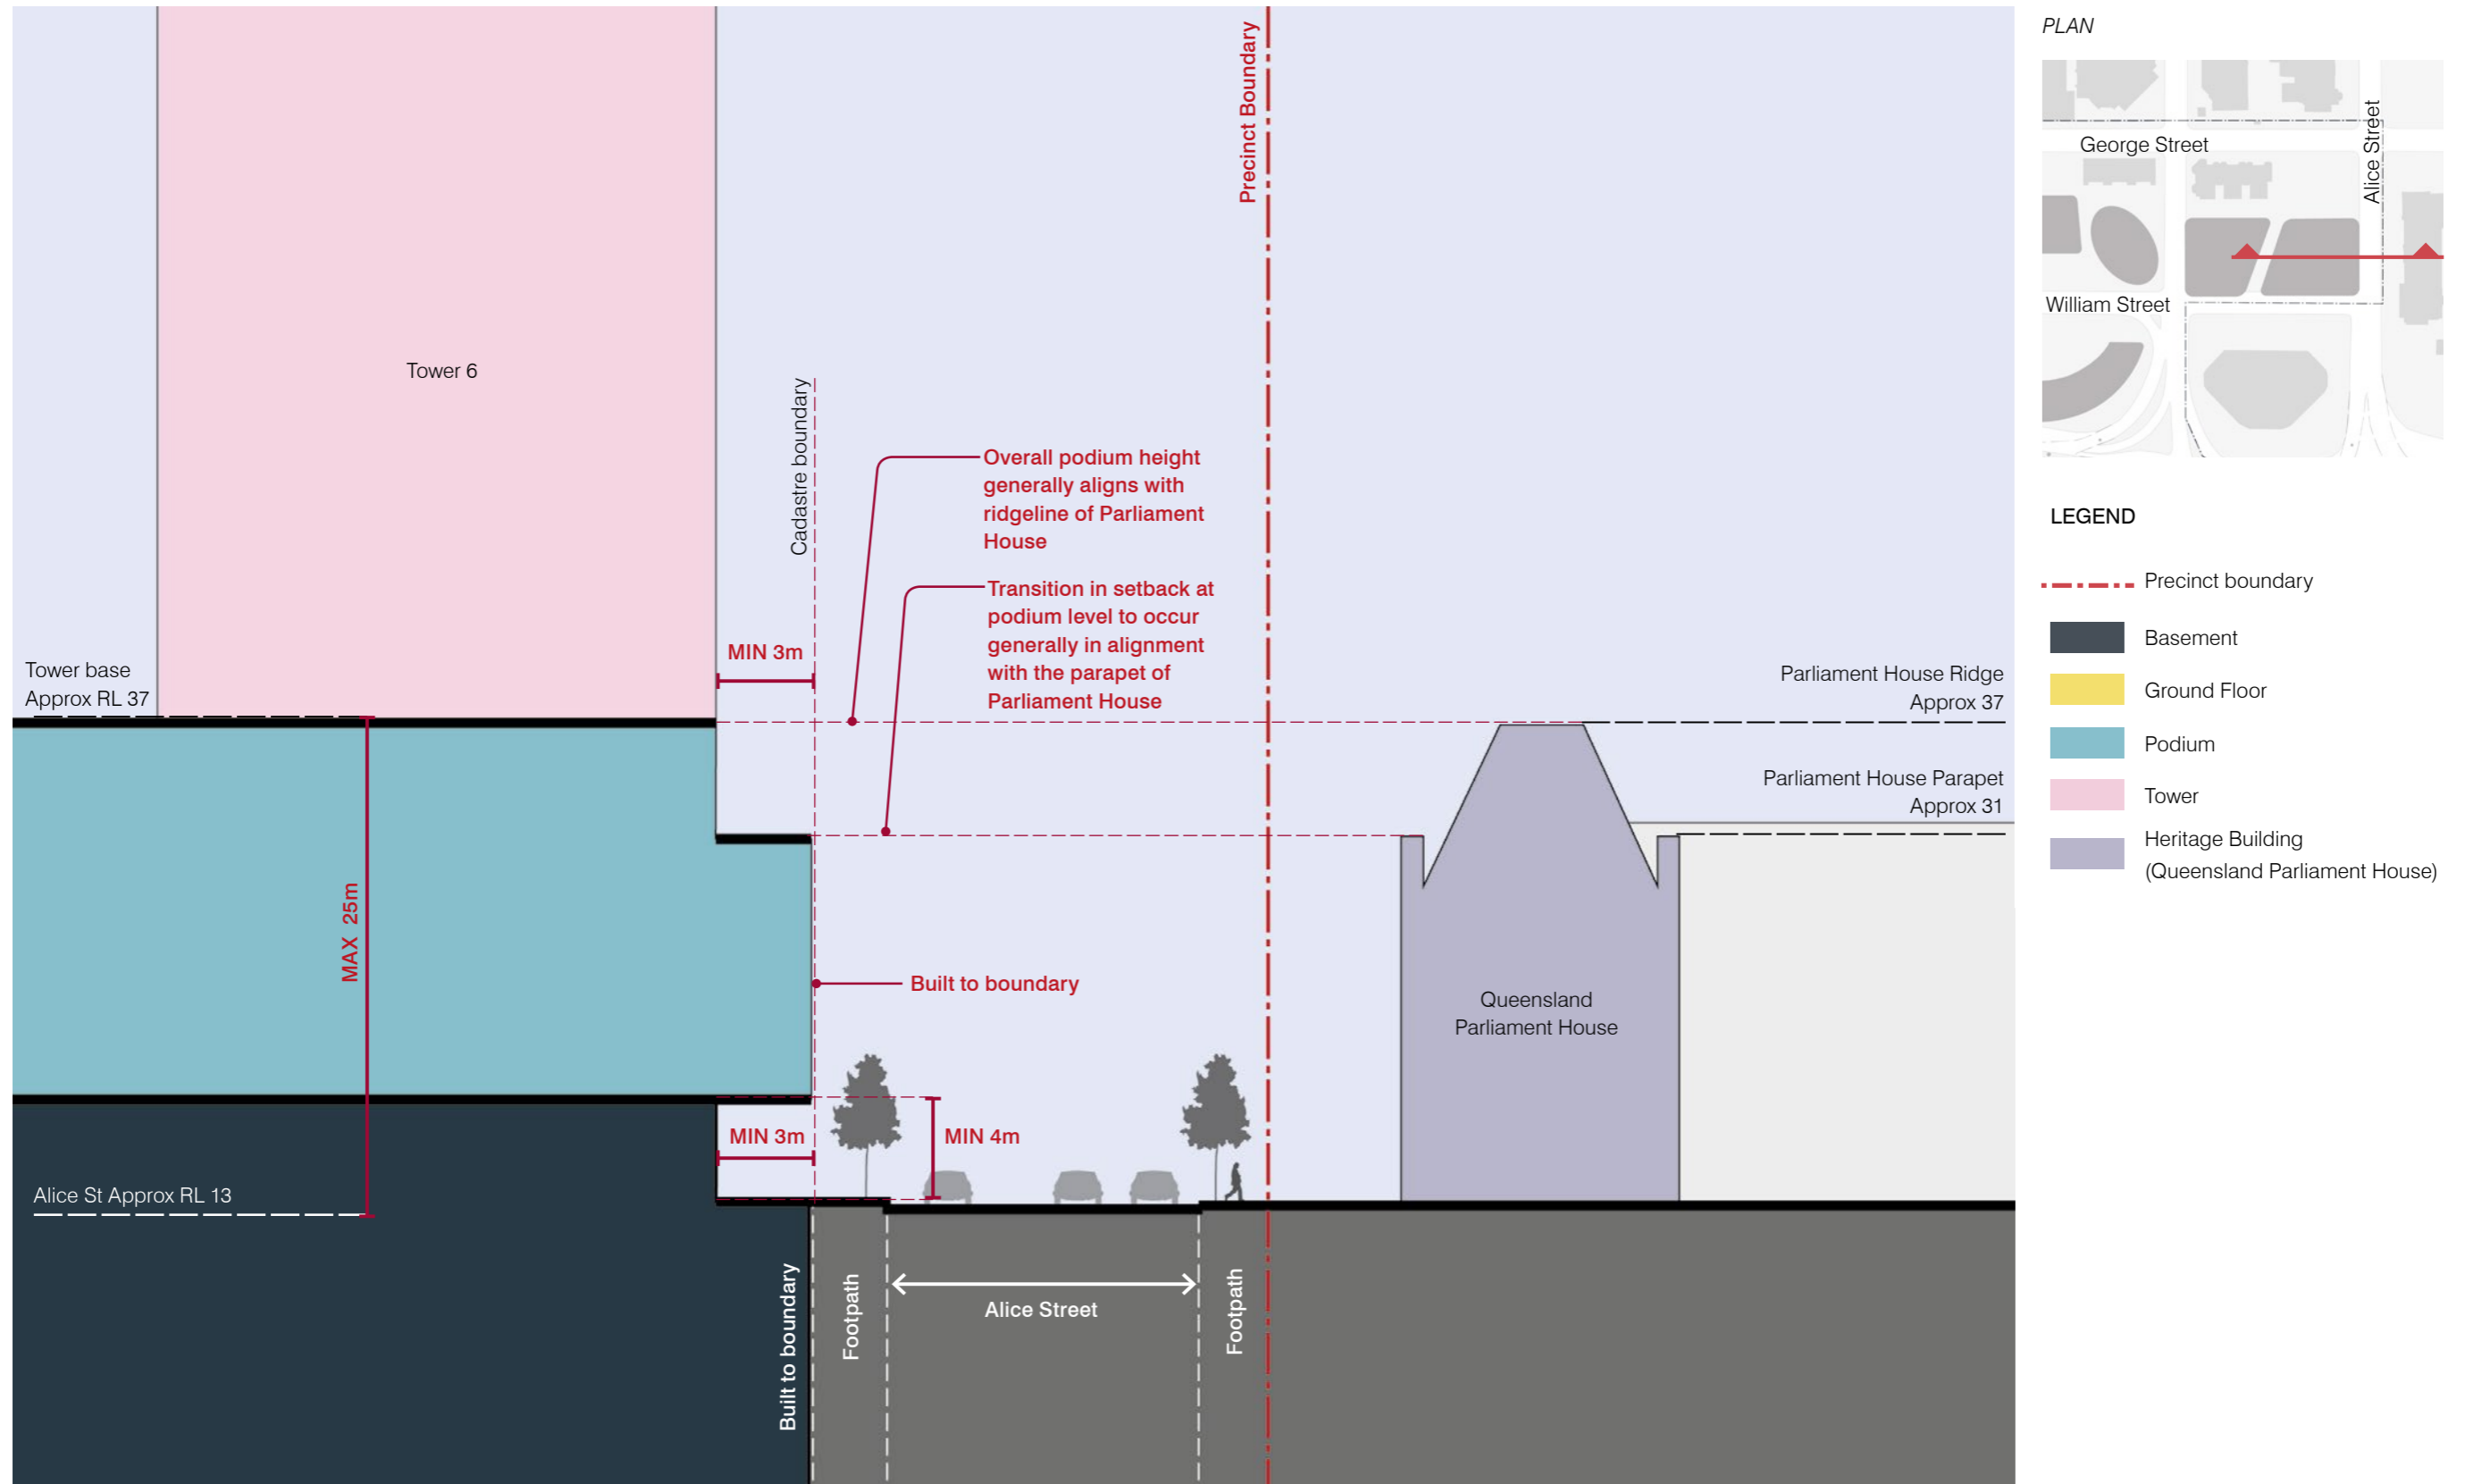 Precinct Boundary
Tower 6
Cadastre boundary
Overall podium height
generally aligns with
ridgeline of Parliament
House
Transition in setback at
podium level to occur
generally in alignment
with the parapet of
Parliament House
MIN 3m
Tower base
Approx RL 37
Parliament House Ridge
Approx 37
Parliament House Parapet
Approx 31
MAX 25m
Built to boundary
Queensland
Parliament House
MIN 3m
MIN 4m
Alice St Approx RL 13
Built to boundary
Footpath
Alice Street
Footpath
PLAN
George Street
Alice Street
William Street
LEGEND
Precinct boundary
Basement
Ground Floor
Podium
Tower
Heritage Building
(Queensland Parliament House)